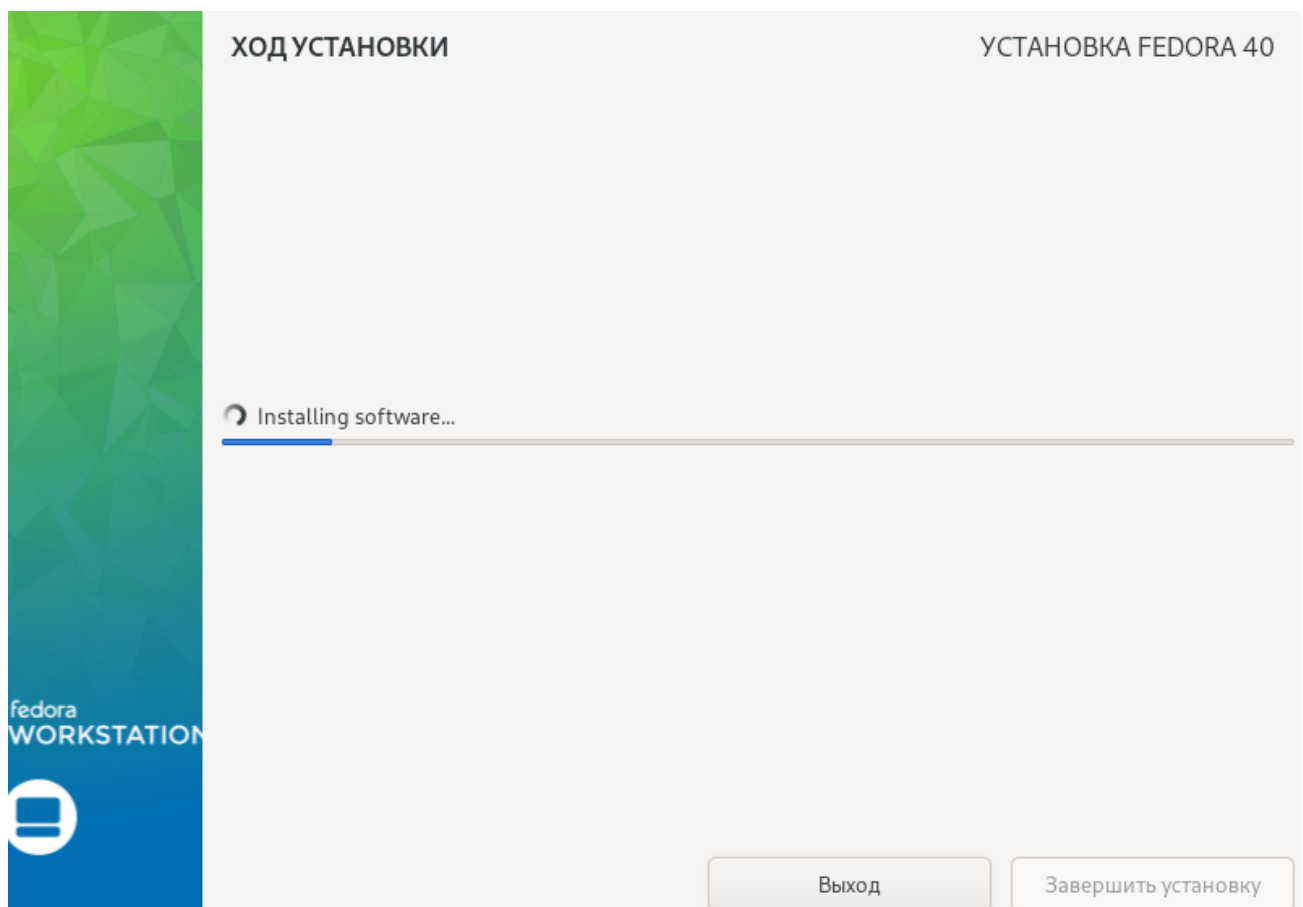 ХОД УСТАНОВКИ
УСТАНОВКА FEDORA 40
Installing software...
fedora
WORKSTATION
Выход
Завершить установку